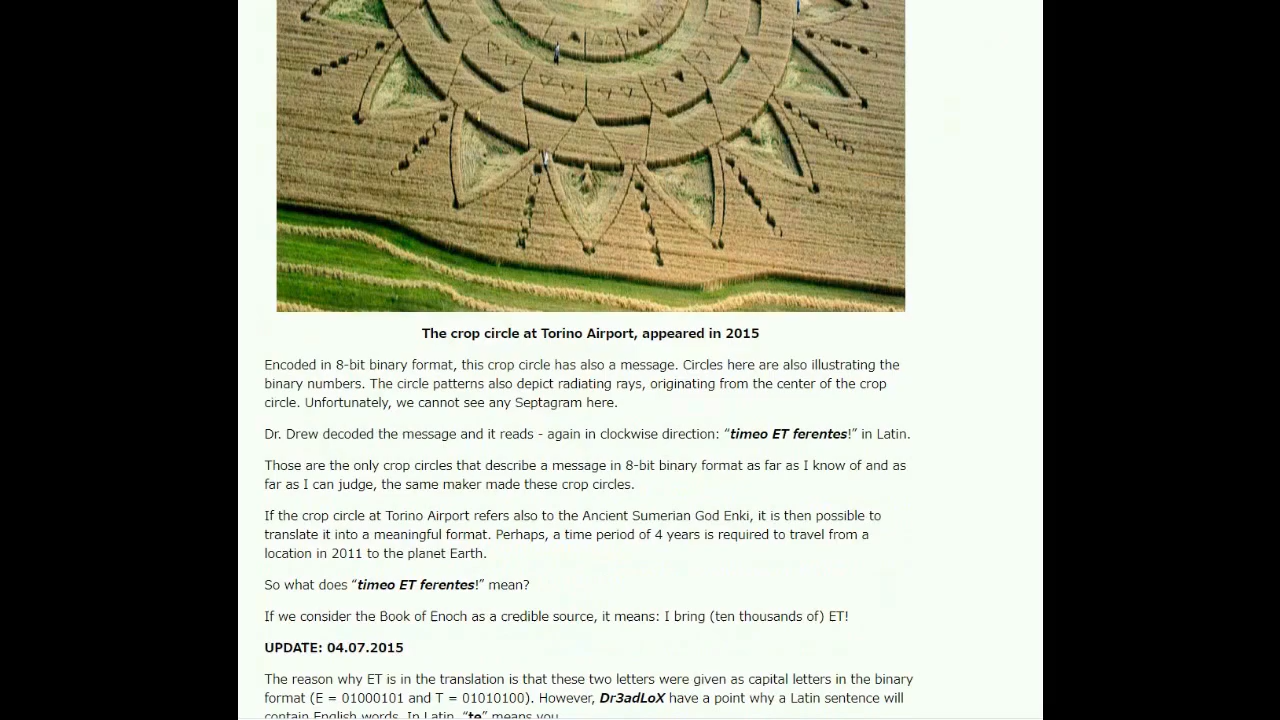 The crop circle at Torino Airport, appeared in 2015
Encoded in 8-bit binary format, this crop circle has also a message. Circles here are also illustrating the
binary numbers. The circle patterns also depict radiating rays, originating from the center of the crop
circle. Unfortunately, we cannot see any Septagram here.
Dr. Drew decoded the message and it reads - again in clockwise direction: “timeo ET ferentes!” in Latin.
Those are the only crop circles that describe a message in 8-bit binary format as far as I know of and as
far as I can judge, the same maker made these crop circles.
If the crop circle at Torino Airport refers also to the Ancient Sumerian God Enki, it is then possible to
translate it into a meaningful format. Perhaps, a time period of 4 years is required to travel from a
location in 2011 to the planet Earth.
So what does “timeo ET ferentes!” mean?
If we consider the Book of Enoch as a credible source, it means: I bring (ten thousands of) ET!
UPDATE: 04.07.2015
The reason why ET is in the translation is that these two letters were given as capital letters in the binary
format (E = 01000101 and T = 01010100). However, Dr3adLoX have a point why a Latin sentence will
contain English words. In Latin, “te” means you